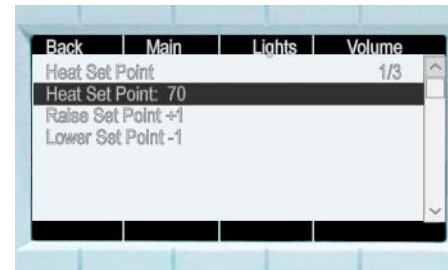 Back Main Lights Volume
Heat Set Point 1/3
Heat Set Point: 70
Raise Set Point +1
Lower Set Point -1